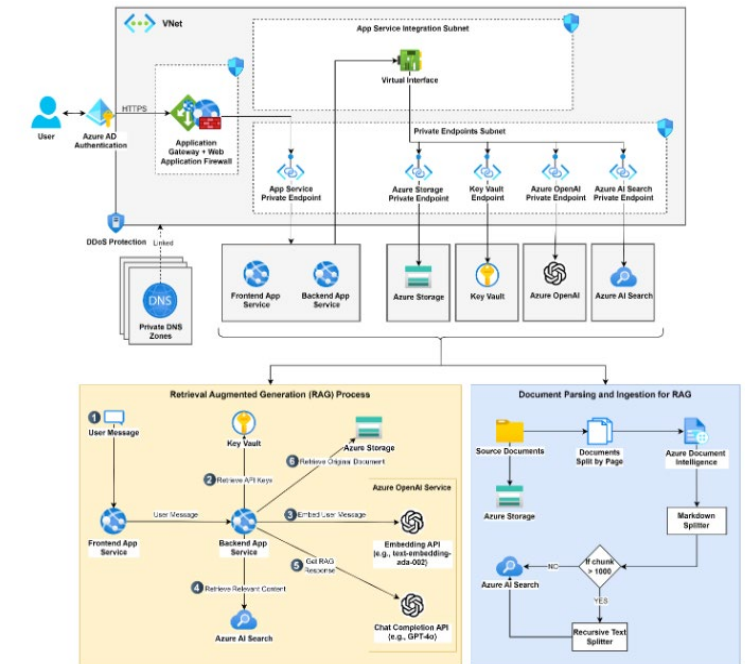 VNet
App Service Integration Subnet
Virtual Interface
HTTPS
User
Azure AD
Authentication
Application
Gateway + Web
Application Firewall
Private Endpoints Subnet
App Service
Private Endpoint
Azure Storage
Private Endpoint
Key Vault
Endpoint
Azure OpenAI
Private Endpoint
Azure AI Search
Private Endpoint
DDoS Protection
Linked
DNS
Private DNS
Zones
Frontend App
Service
Backend App
Service
Azure Storage
Key Vault
Azure OpenAI
Azure AI Search
Retrieval Augmented Generation (RAG) Process
1
User Message
Key Vault
Azure Storage
6 Retrieve Original Document
2 Retrieve API Keys
Azure OpenAI Service
User Message
3 Embed User Message
Frontend App
Service
Backend App
Service
Embedding API
(e.g., text-embedding-
ada-002)
5 Get RAG
Response
4 Retrieve Relevant Content
Azure AI Search
Chat Completion API
(e.g., GPT-4o)
Document Parsing and Ingestion for RAG
Source Documents
Documents
Split by Page
Azure Document
Intelligence
Azure Storage
Markdown
Splitter
If chunk
> 1000
NO
Azure AI Search
YES
Recursive Text
Splitter